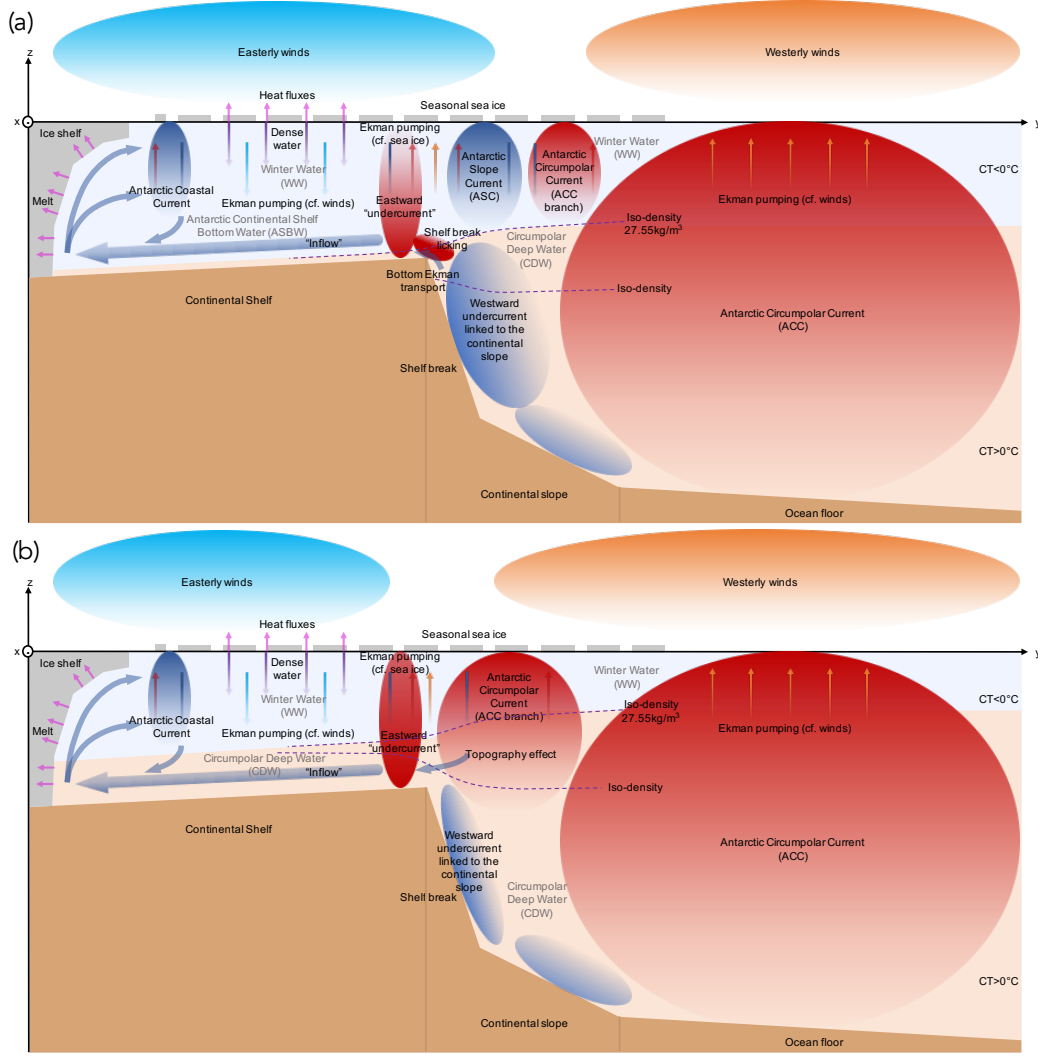 (a)
Easterly winds
Westerly winds
z
Heat fluxes
Seasonal sea ice
x
y
Ice shelf
Dense
water
Ekman pumping
(cf. sea ice)
Winter Water
(WW)
Winter Water
(WW)
Antarctic
Slope
Current
(ASC)
Antarctic
Circumpolar
Current
(ACC
branch)
CT<0°C
Melt
Antarctic Coastal
Current
Ekman pumping (cf. winds)
Eastward
"undercurrent"
Ekman pumping (cf. winds)
Antarctic Continental Shelf
Bottom Water (ASBW)
Iso-density
27.55kg/m³
"Inflow"
Shelf break
licking
Circumpolar
Deep Water
(CDW)
Bottom Ekman
transport
Iso-density
Continental Shelf
Westward
undercurrent
linked to the
continental
slope
Antarctic Circumpolar Current
(ACC)
Shelf break
CT>0°C
Continental slope
Ocean floor
(b)
Easterly winds
Westerly winds
z
Heat fluxes
Seasonal sea ice
x
y
Ice shelf
Dense
water
Ekman pumping
(cf. sea ice)
Winter Water
(WW)
Winter Water
(WW)
Antarctic
Circumpolar
Current
(ACC branch)
CT<0°C
Iso-density
27.55kg/m³
Melt
Antarctic Coastal
Current
Ekman pumping (cf. winds)
Eastward
"undercurrent"
Ekman pumping (cf. winds)
Circumpolar Deep Water
(CDW)
Topography effect
"Inflow"
Iso-density
Continental Shelf
Westward
undercurrent
linked to the
continental
slope
Antarctic Circumpolar Current
(ACC)
Shelf break
Circumpolar
Deep Water
(CDW)
CT>0°C
Continental slope
Ocean floor